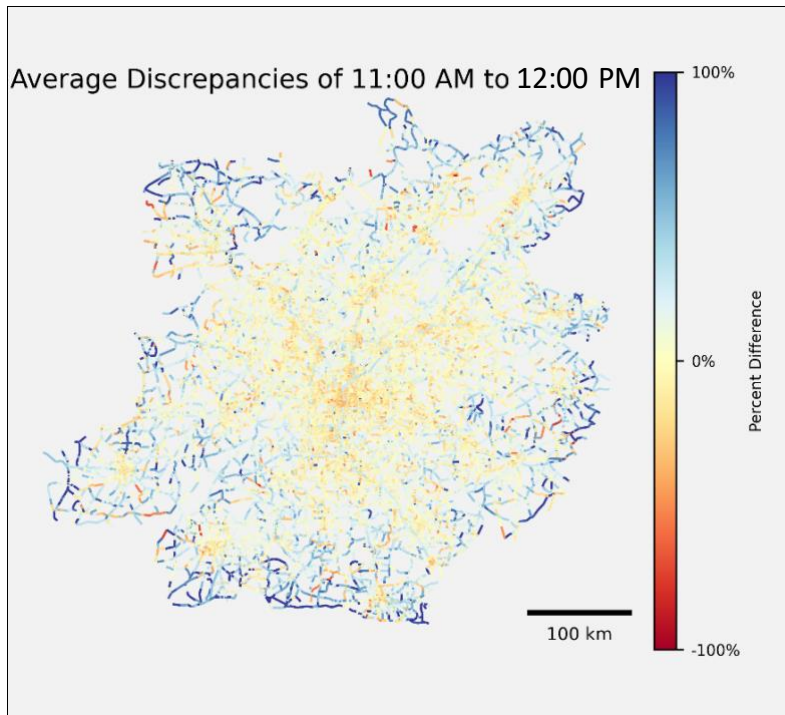 Average Discrepancies of 11:00 AM to 12:00 PM
100%
0%
-100%
Percent Difference
100 km